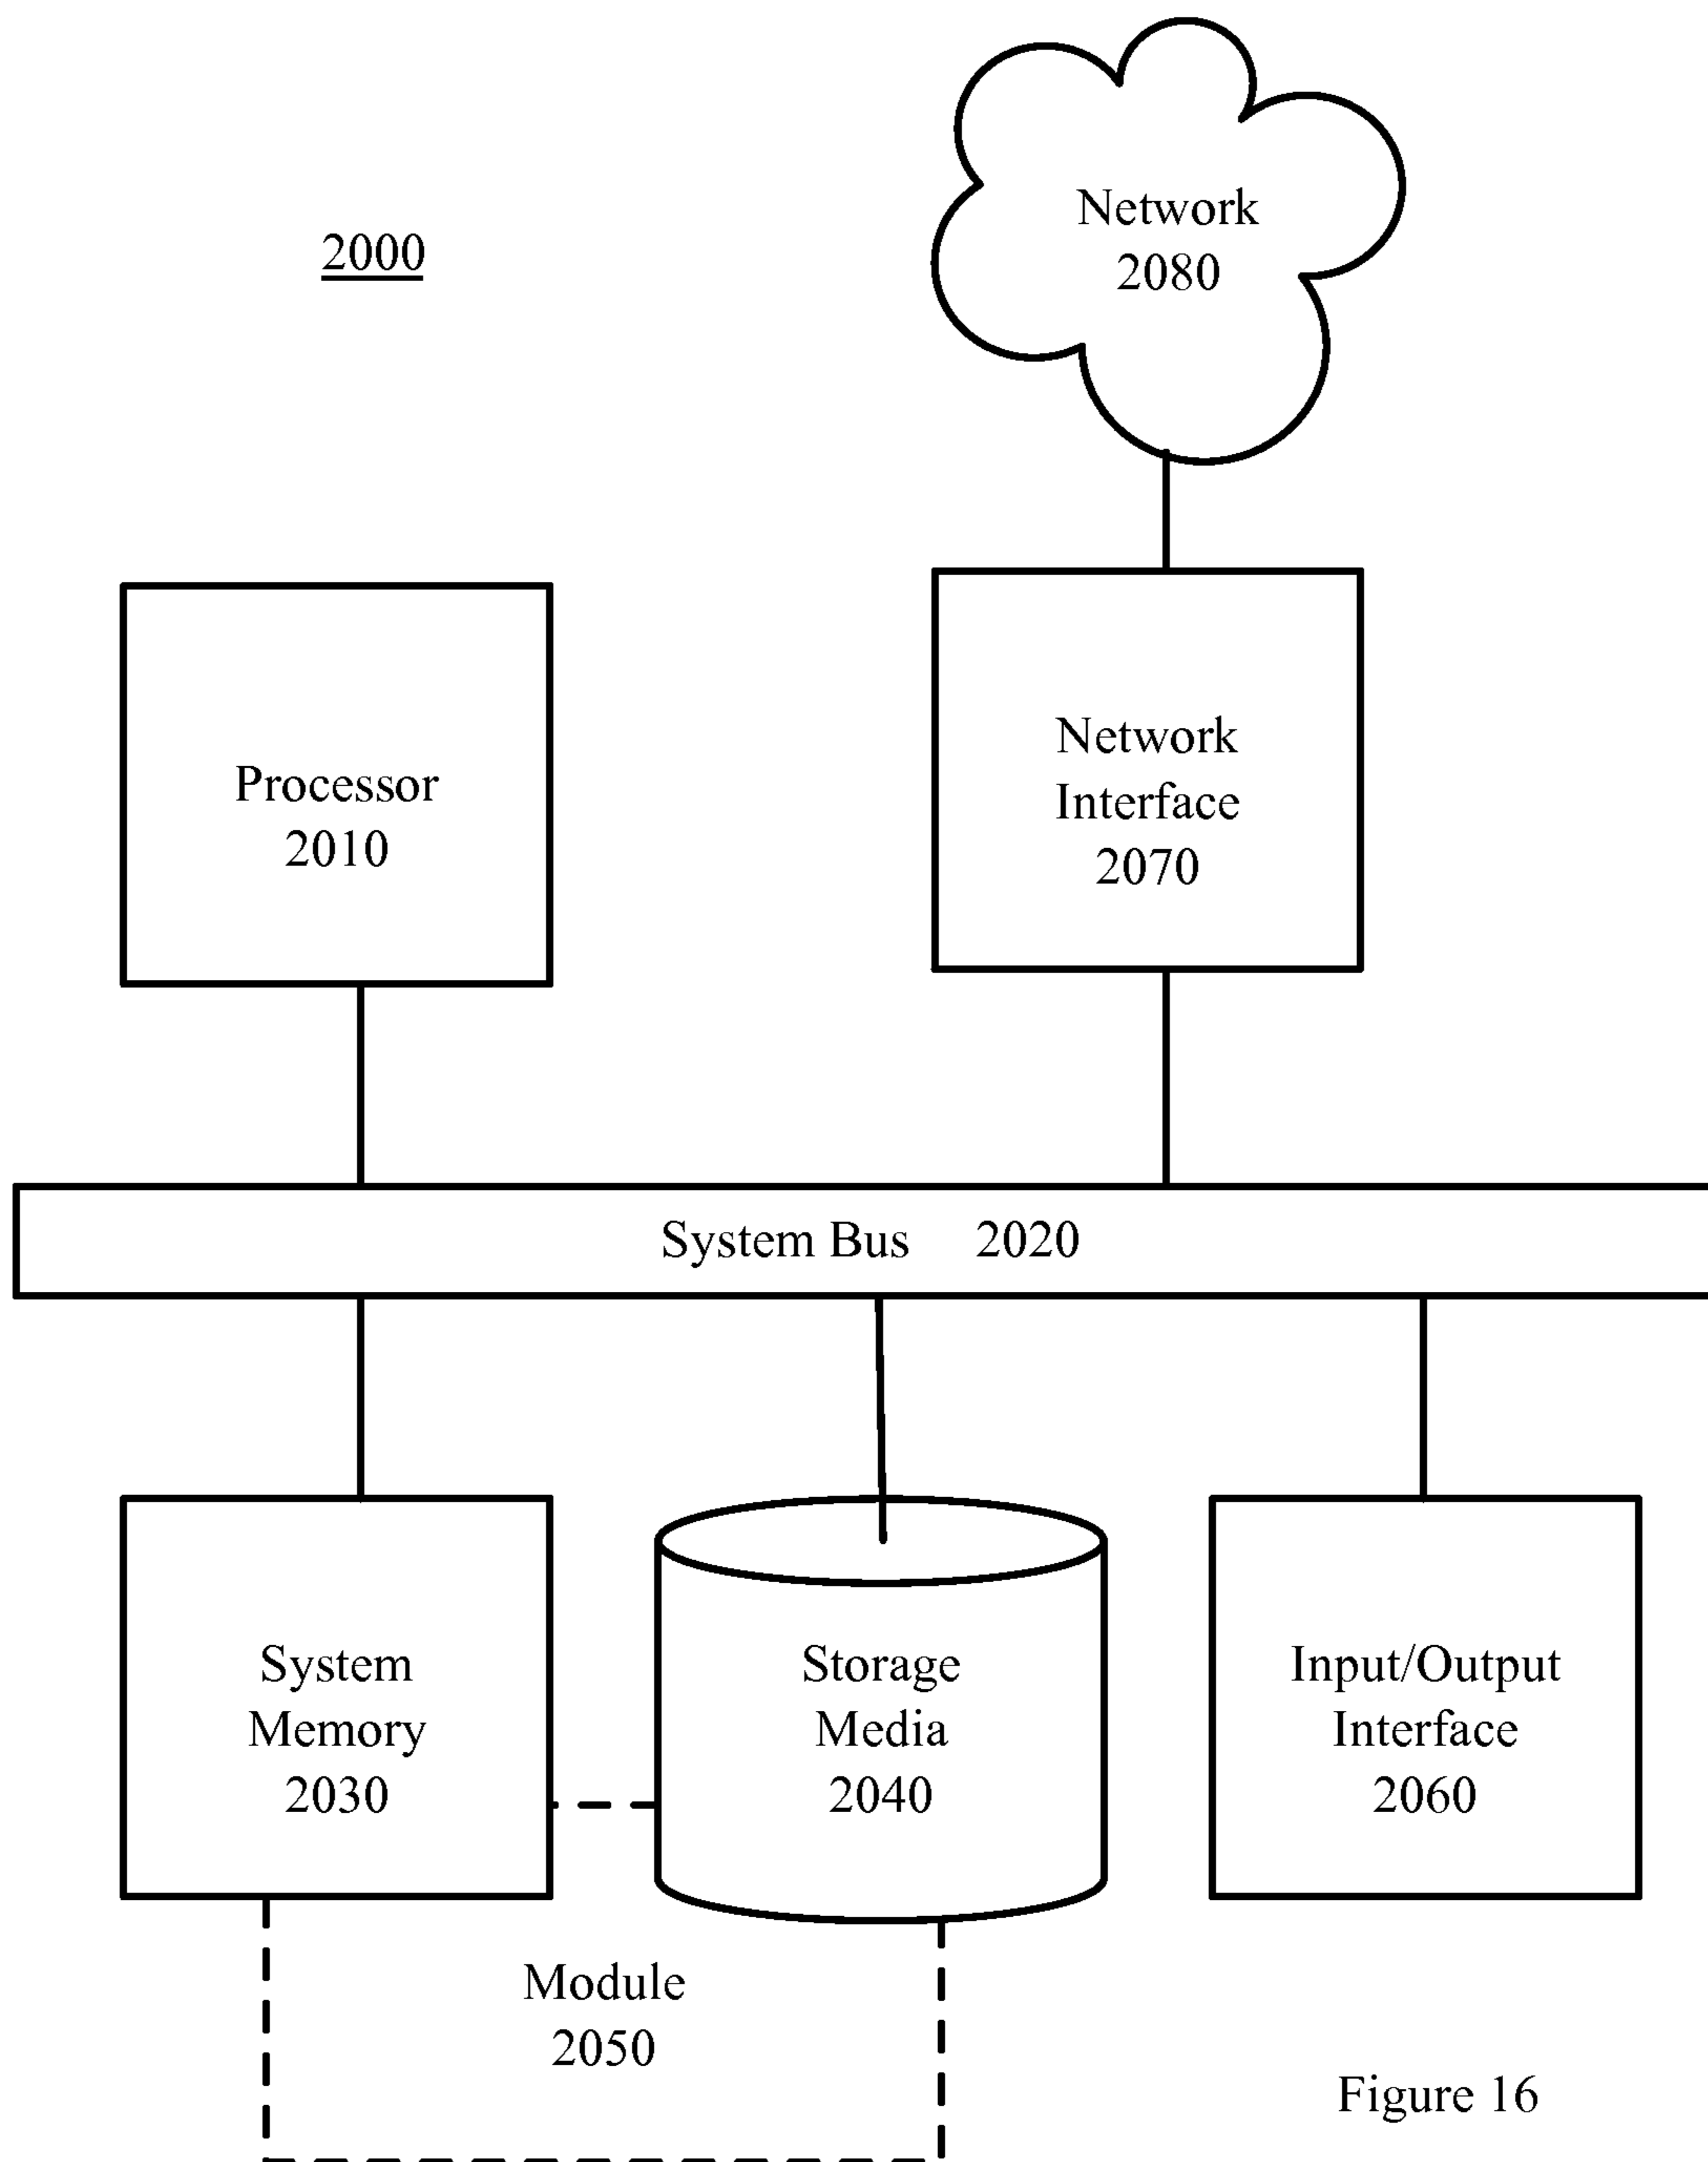 Network
2080
2000
Network
Interface
2070
Processor
2010
System Bus 2020
System
Memory
2030
Storage
Media
2040
Input/Output
Interface
2060
Module
2050
Figure 16